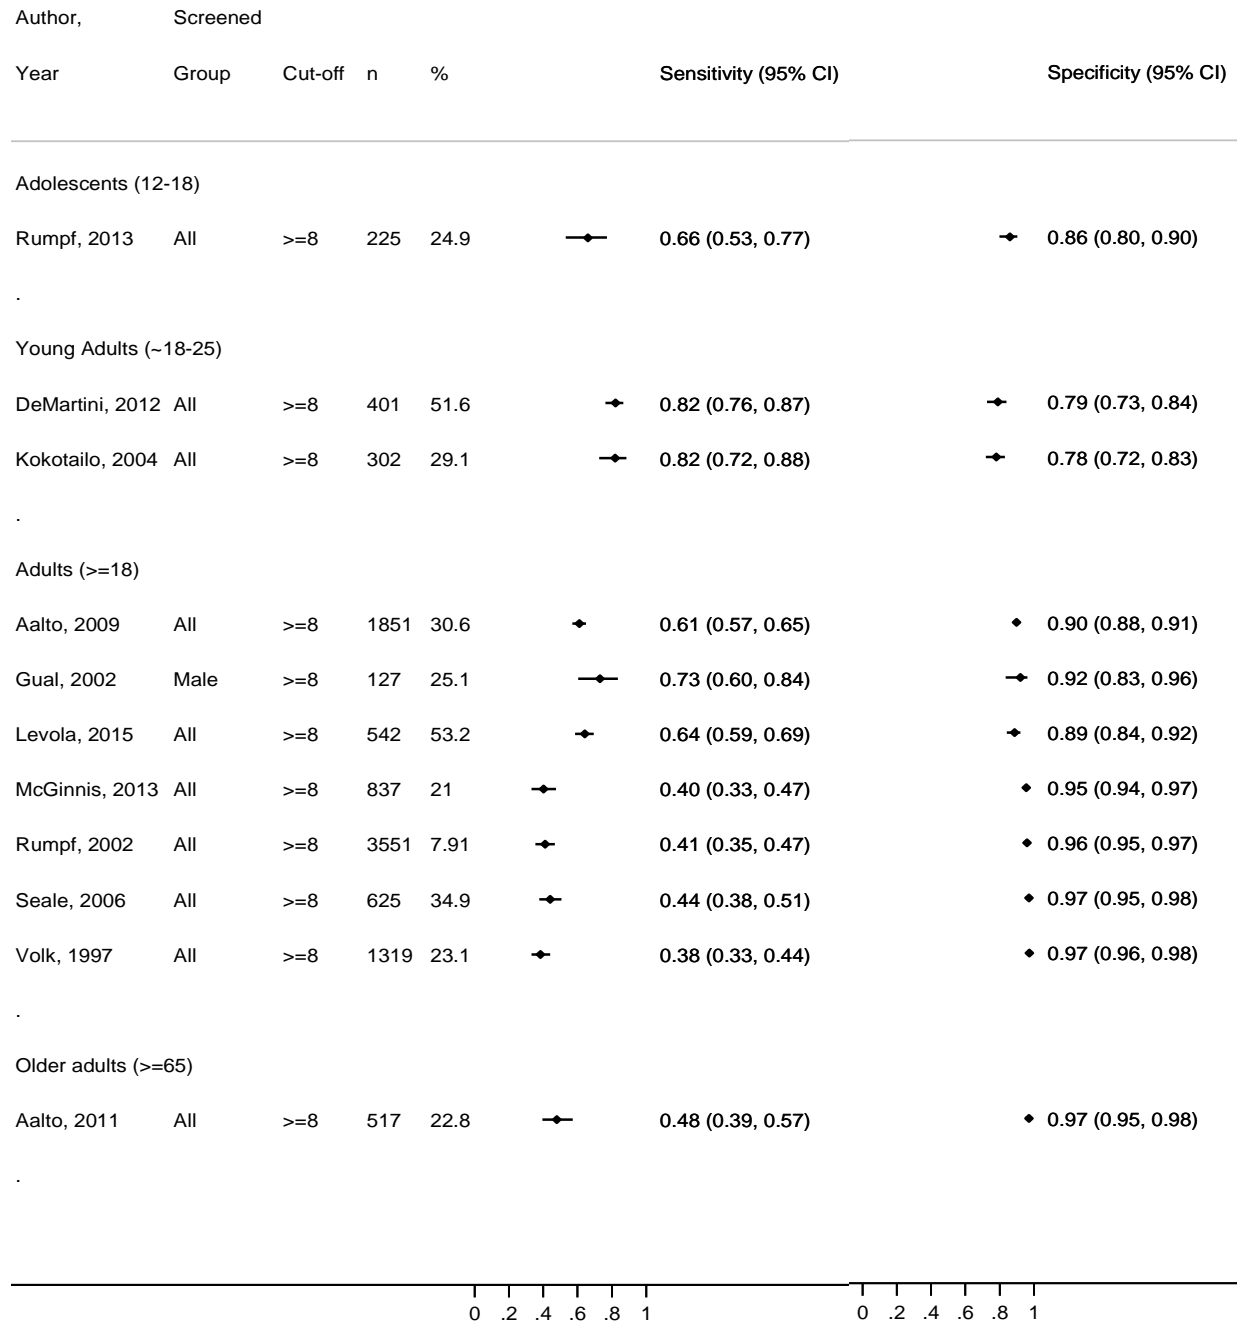 Author, Screened
Year Group Cut-off n % Sensitivity (95% CI) Specificity (95% CI)
Adolescents (12-18)
Rumpf, 2013 All >=8 225 24.9 0.66 (0.53, 0.77) 0.86 (0.80, 0.90)
.
Young Adults (~18-25)
DeMartini, 2012 All >=8 401 51.6 0.82 (0.76, 0.87) 0.79 (0.73, 0.84)
Kokotailo, 2004 All >=8 302 29.1 0.82 (0.72, 0.88) 0.78 (0.72, 0.83)
.
Adults (>=18)
Aalto, 2009 All >=8 1851 30.6 0.61 (0.57, 0.65) 0.90 (0.88, 0.91)
Gual, 2002 Male >=8 127 25.1 0.73 (0.60, 0.84) 0.92 (0.83, 0.96)
Levola, 2015 All >=8 542 53.2 0.64 (0.59, 0.69) 0.89 (0.84, 0.92)
McGinnis, 2013 All >=8 837 21 0.40 (0.33, 0.47) 0.95 (0.94, 0.97)
Rumpf, 2002 All >=8 3551 7.91 0.41 (0.35, 0.47) 0.96 (0.95, 0.97)
Seale, 2006 All >=8 625 34.9 0.44 (0.38, 0.51) 0.97 (0.95, 0.98)
Volk, 1997 All >=8 1319 23.1 0.38 (0.33, 0.44) 0.97 (0.96, 0.98)
.
Older adults (>=65)
Aalto, 2011 All >=8 517 22.8 0.48 (0.39, 0.57) 0.97 (0.95, 0.98)
.
0 .2 .4 .6 .8 1 0 .2 .4 .6 .8 1